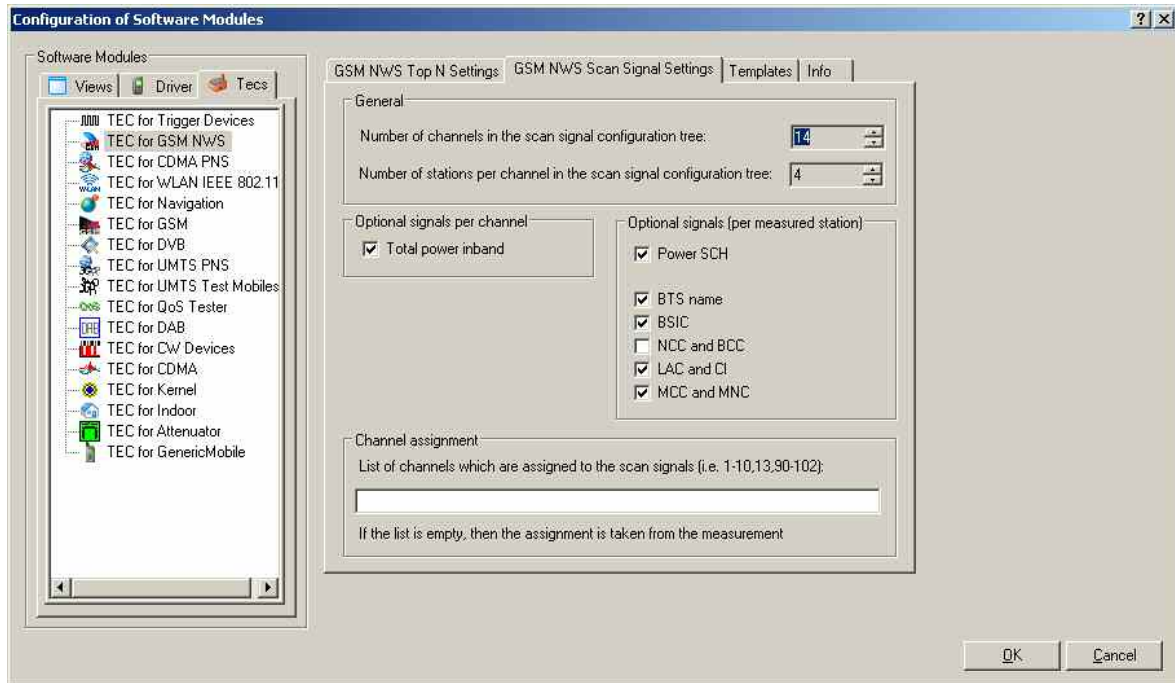 Configuration of Software Modules
Software Modules
Views
Driver
Tecs
TEC for Trigger Devices
TEC for GSM NWS
TEC for CDMA PNS
TEC for WLAN IEEE 802.11
TEC for Navigation
TEC for GSM
TEC for DVB
TEC for UMTS PNS
TEC for UMTS Test Mobiles
TEC for QoS Tester
TEC for DAB
TEC for CW Devices
TEC for CDMA
TEC for Kernel
TEC for Indoor
TEC for Attenuator
TEC for GenericMobile
GSM NWS Top N Settings
GSM NWS Scan Signal Settings
Templates
Info
General
Number of channels in the scan signal configuration tree: 14
Number of stations per channel in the scan signal configuration tree: 4
Optional signals per channel
Total power inband
Optional signals (per measured station)
Power SCH
BTS name
BSIC
NCC and BCC
LAC and CI
MCC and MNC
Channel assignment
List of channels which are assigned to the scan signals (i.e. 1-10,13,90-102):
If the list is empty, then the assignment is taken from the measurement
OK
Cancel